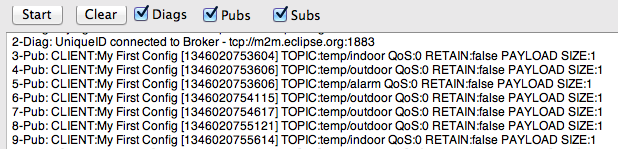 Start Clear Diags Pubs Subs
2-Diag: UniqueID connected to Broker - tcp://m2m.eclipse.org:1883
3-Pub: CLIENT:My First Config [1346020753604] TOPIC:temp/indoor QoS:0 RETAIN:false PAYLOAD SIZE:1
4-Pub: CLIENT:My First Config [1346020753606] TOPIC:temp/outdoor QoS:0 RETAIN:false PAYLOAD SIZE:1
5-Pub: CLIENT:My First Config [1346020753606] TOPIC:temp/alarm QoS:0 RETAIN:false PAYLOAD SIZE:1
6-Pub: CLIENT:My First Config [1346020754115] TOPIC:temp/outdoor QoS:0 RETAIN:false PAYLOAD SIZE:1
7-Pub: CLIENT:My First Config [1346020754617] TOPIC:temp/outdoor QoS:0 RETAIN:false PAYLOAD SIZE:1
8-Pub: CLIENT:My First Config [1346020755121] TOPIC:temp/outdoor QoS:0 RETAIN:false PAYLOAD SIZE:1
9-Pub: CLIENT:My First Config [1346020755614] TOPIC:temp/indoor QoS:0 RETAIN:false PAYLOAD SIZE:1